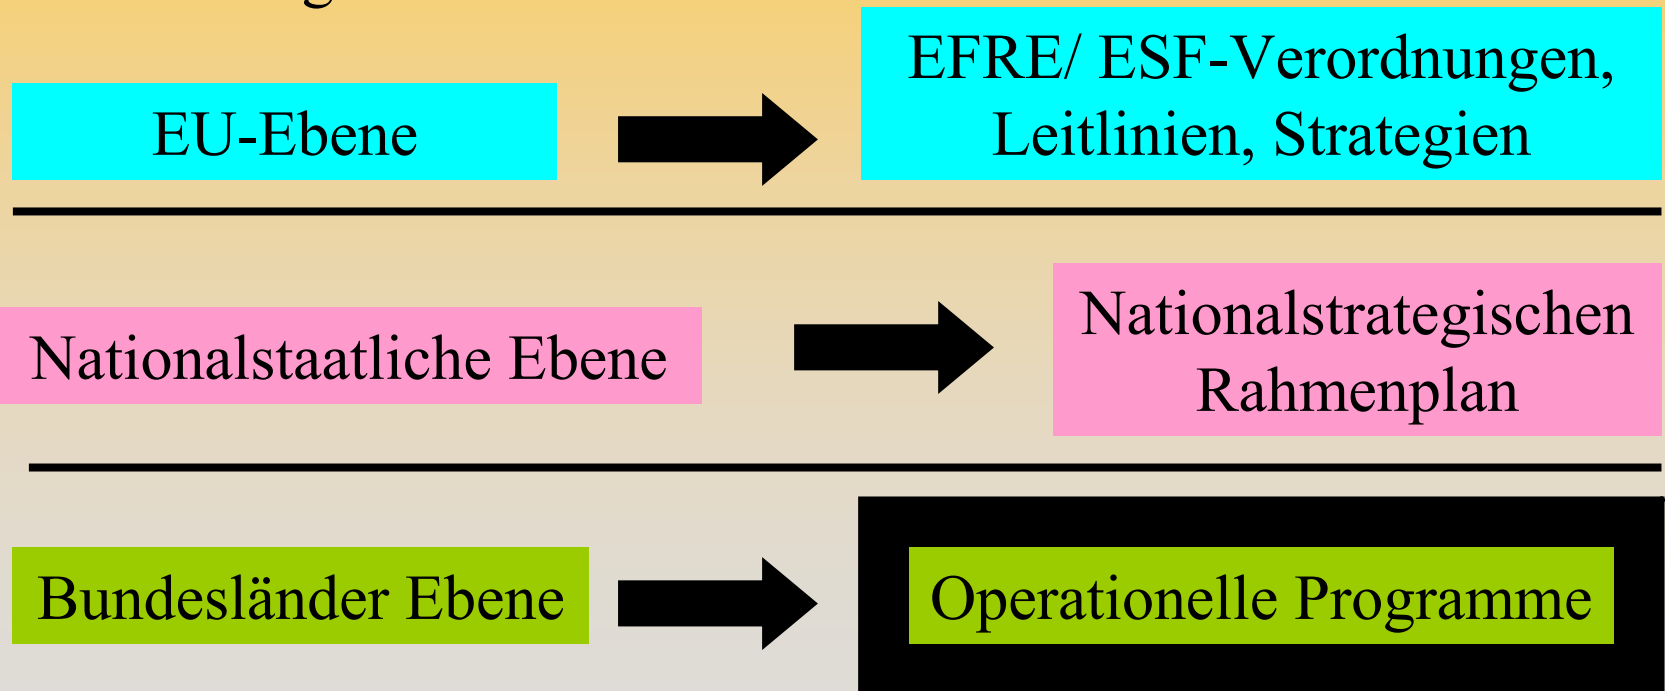 EU-Ebene
EFRE/ ESF-Verordnungen,
Leitlinien, Strategien
Nationalstaatliche Ebene
Nationalstrategischen
Rahmenplan
Bundesländer Ebene
Operationelle Programme